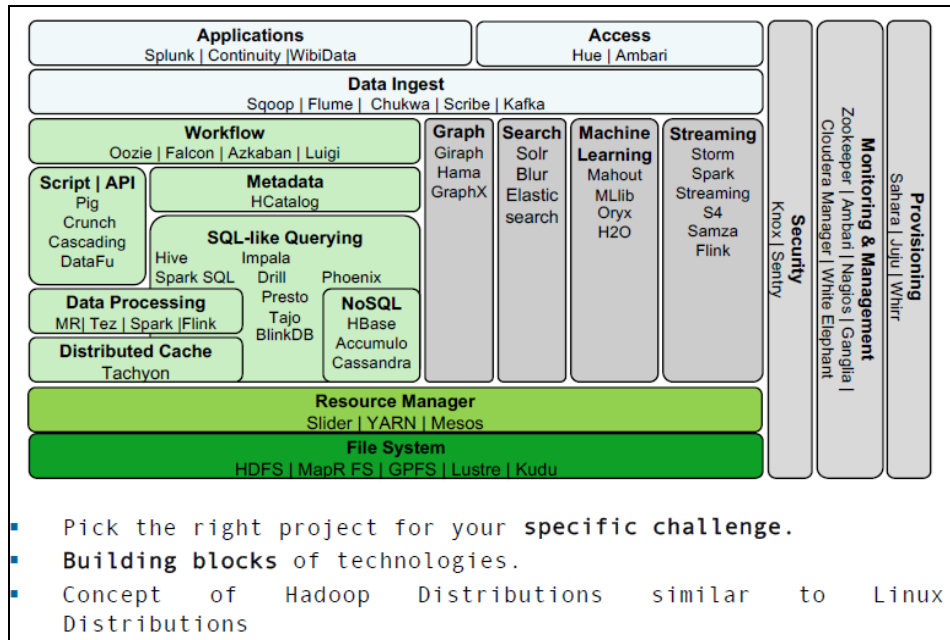 Applications
Splunk | Continuity |WibiData
Access
Hue | Ambari
Data Ingest
Sqoop | Flume | Chukwa | Scribe | Kafka
Workflow
Oozie | Falcon | Azkaban | Luigi
Script | API
Pig
Crunch
Cascading
DataFu
Metadata
HCatalog
SQL-like Querying
Hive Impala
Spark SQL Drill Phoenix
Presto
Tajo
BlinkDB
NoSQL
HBase
Accumulo
Cassandra
Data Processing
MR| Tez | Spark |Flink
Distributed Cache
Tachyon
Graph
Giraph
Hama
GraphX
Search
Solr
Blur
Elastic
search
Machine
Learning
Mahout
MLlib
Oryx
H2O
Streaming
Storm
Spark
Streaming
S4
Samza
Flink
Resource Manager
Slider | YARN | Mesos
File System
HDFS | MapR FS | GPFS | Lustre | Kudu
Security
Knox | Sentry
Monitoring & Management
Zookeeper | Ambari | Nagios | Ganglia |
Cloudera Manager | White Elephant
Provisioning
Sahara | Juju | Whirr
▪ Pick the right project for your specific challenge.
▪ Building blocks of technologies.
▪ Concept of Hadoop Distributions similar to Linux
Distributions